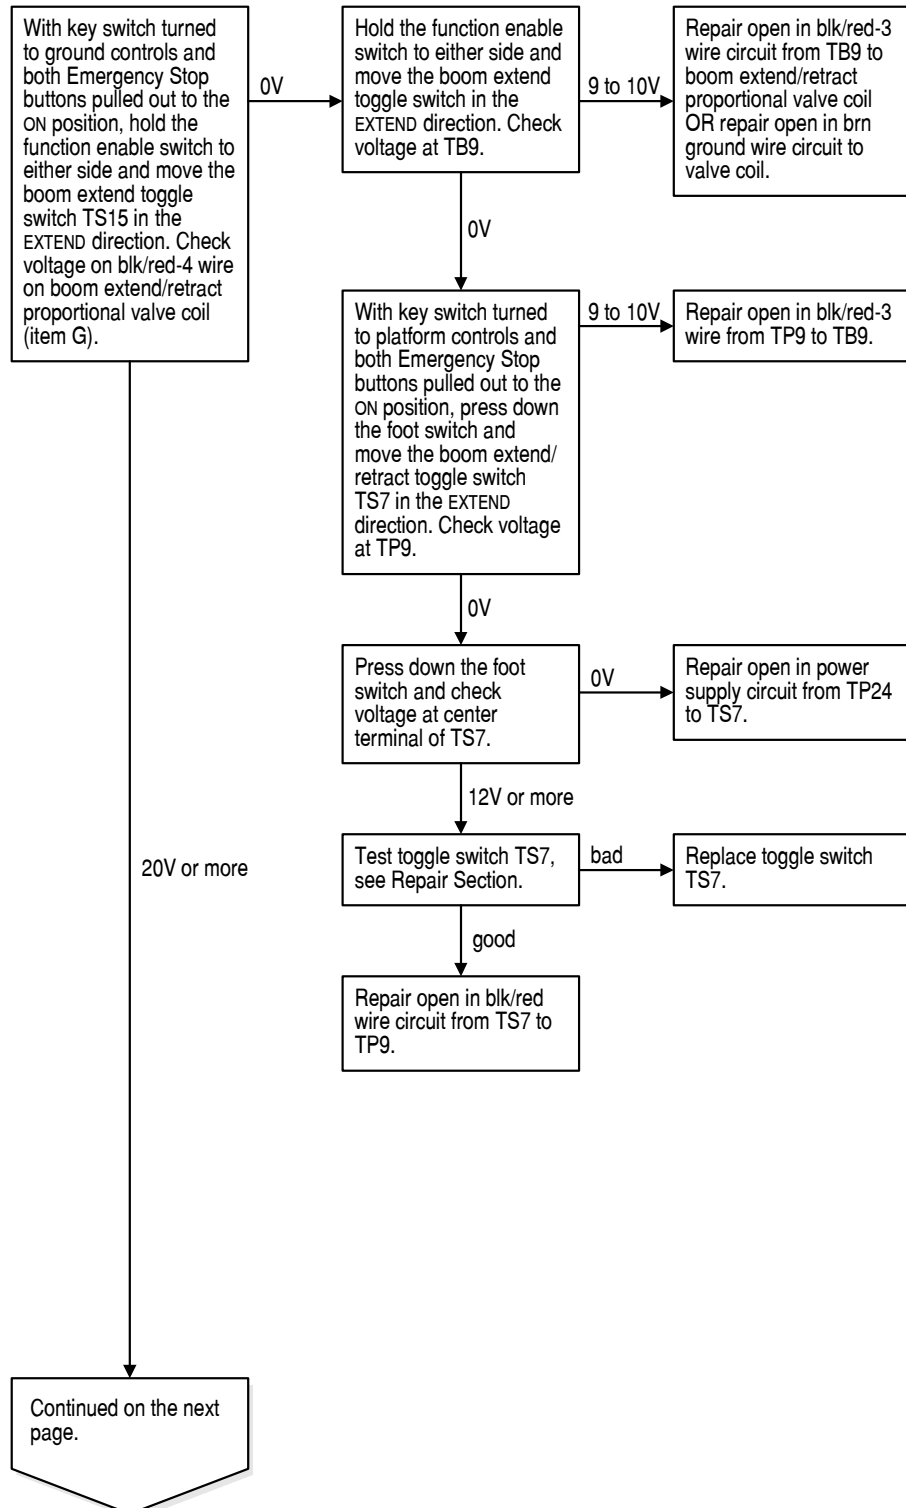 With key switch turned
to ground controls and
both Emergency Stop
buttons pulled out to the
ON position, hold the
function enable switch to
either side and move the
boom extend toggle
switch TS15 in the
EXTEND direction. Check
voltage on blk/red-4 wire
on boom extend/retract
proportional valve coil
(item G).
0V
Hold the function enable
switch to either side and
move the boom extend
toggle switch in the
EXTEND direction. Check
voltage at TB9.
9 to 10V
Repair open in blk/red-3
wire circuit from TB9 to
boom extend/retract
proportional valve coil
OR repair open in brn
ground wire circuit to
valve coil.
0V
With key switch turned
to platform controls and
both Emergency Stop
buttons pulled out to the
ON position, press down
the foot switch and
move the boom extend/
retract toggle switch
TS7 in the EXTEND
direction. Check voltage
at TP9.
9 to 10V
Repair open in blk/red-3
wire from TP9 to TB9.
0V
Press down the foot
switch and check
voltage at center
terminal of TS7.
0V
Repair open in power
supply circuit from TP24
to TS7.
12V or more
Test toggle switch TS7,
see Repair Section.
bad
Replace toggle switch
TS7.
20V or more
good
Repair open in blk/red
wire circuit from TS7 to
TP9.
Continued on the next
page.